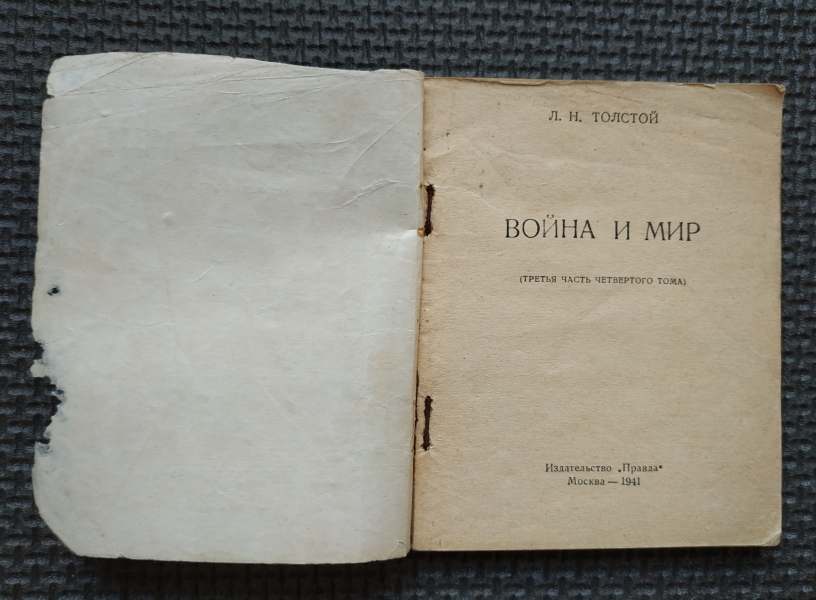 Л. Н. ТОЛСТОЙ
ВОЙНА И МИР
(ТРЕТЬЯ ЧАСТЬ ЧЕТВЕРТОГО ТОМА)
Издательство „Правда“
Москва — 1941